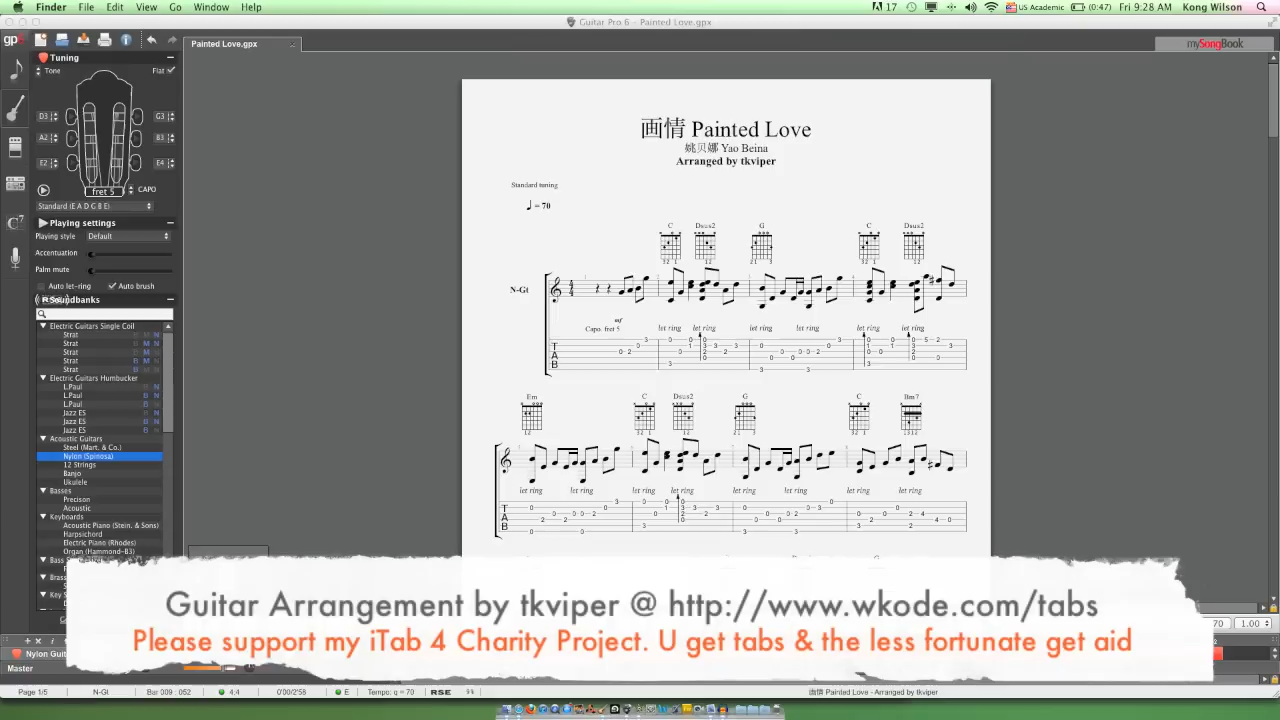 Finder File Edit View Go Window Help
17 US Academic (0:47) Fri 9:28 AM Kong Wilson
Guitar Pro 6 – Painted Love.gpx
Painted Love.gpx
mySongBook
Tuning
Tone Flat
D3 G3
A2 B3
E2 E4
fret 5 CAPO
Standard (E A D G B E)
Playing settings
Playing style Default
Accentuation
Palm mute
Auto let-ring Auto brush
RSE Soundbanks
Electric Guitars Single Coil
Strat
Strat
Strat
Strat
Strat
Electric Guitars Humbucker
L.Paul
L.Paul
L.Paul
Jazz ES
Jazz ES
Jazz ES
Acoustic Guitars
Steel (Mart. & Co.)
Nylon (Spinosa)
12 Strings
Banjo
Ukulele
Basses
Precison
Acoustic
Keyboards
Acoustic Piano (Stein. & Sons)
Harpsichord
Electric Piano (Rhodes)
Organ (Hammond-B3)
画情 Painted Love
姚贝娜 Yao Beina
Arranged by tkviper
Standard tuning
= 70
C Dsus2 G C Dsus2
N-Gt
mf
Capo. fret 5 let ring let ring let ring let ring let ring let ring
Em C Dsus2 G C Bm7
let ring let ring let ring let ring let ring let ring let ring let ring
Guitar Arrangement by tkviper @ http://www.wkode.com/tabs
Please support my iTab 4 Charity Project. U get tabs & the less fortunate get aid
70 1.00
Nylon Guit
Master
Page 1/5 N-Gt Bar 009 : 052 4:4 0'00"/2'58 E Tempo: q = 70 RSE 画情 Painted Love - Arranged by tkviper